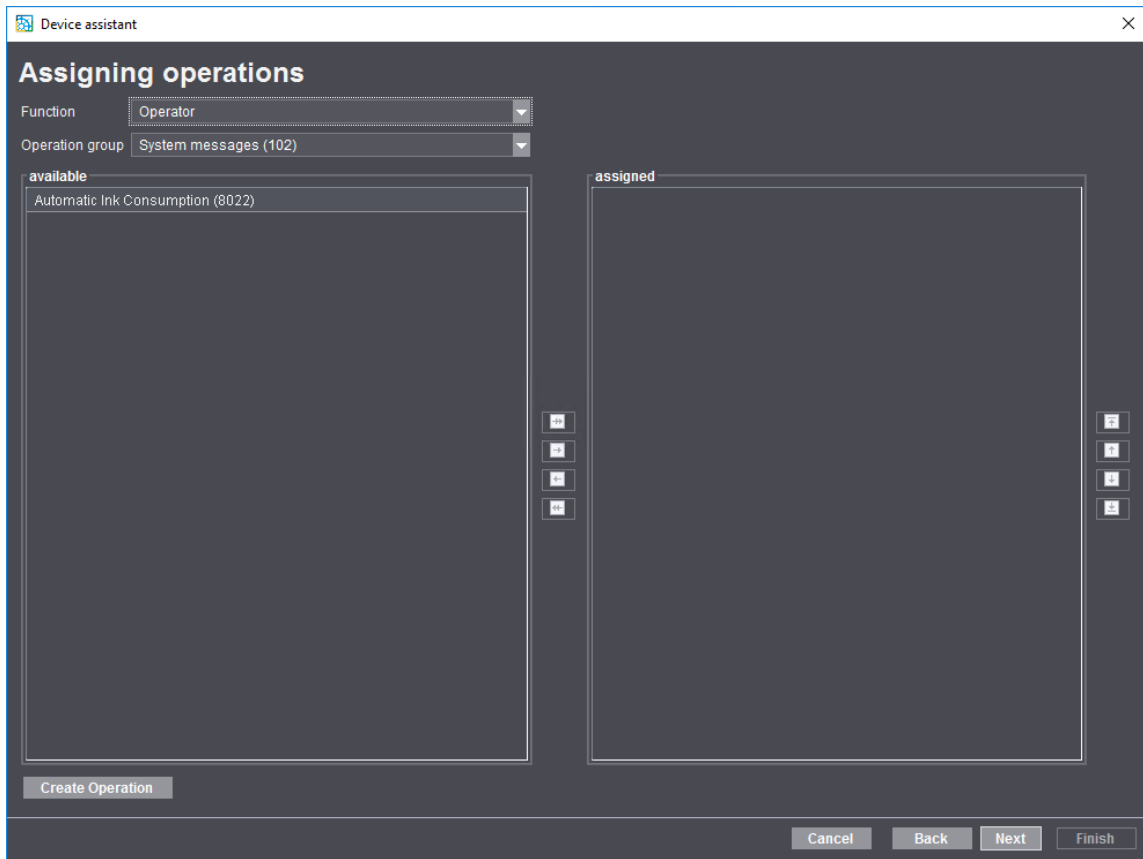 Device assistant
Assigning operations
Function Operator
Operation group System messages (102)
available assigned
Automatic Ink Consumption (8022)
Create Operation
Cancel Back Next Finish